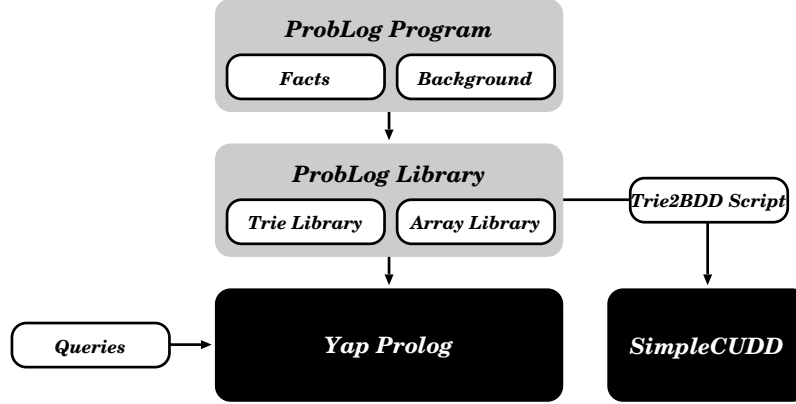 ProbLog Program
Facts
Background
ProbLog Library
Trie Library
Array Library
Trie2BDD Script
Queries
Yap Prolog
SimpleCUDD